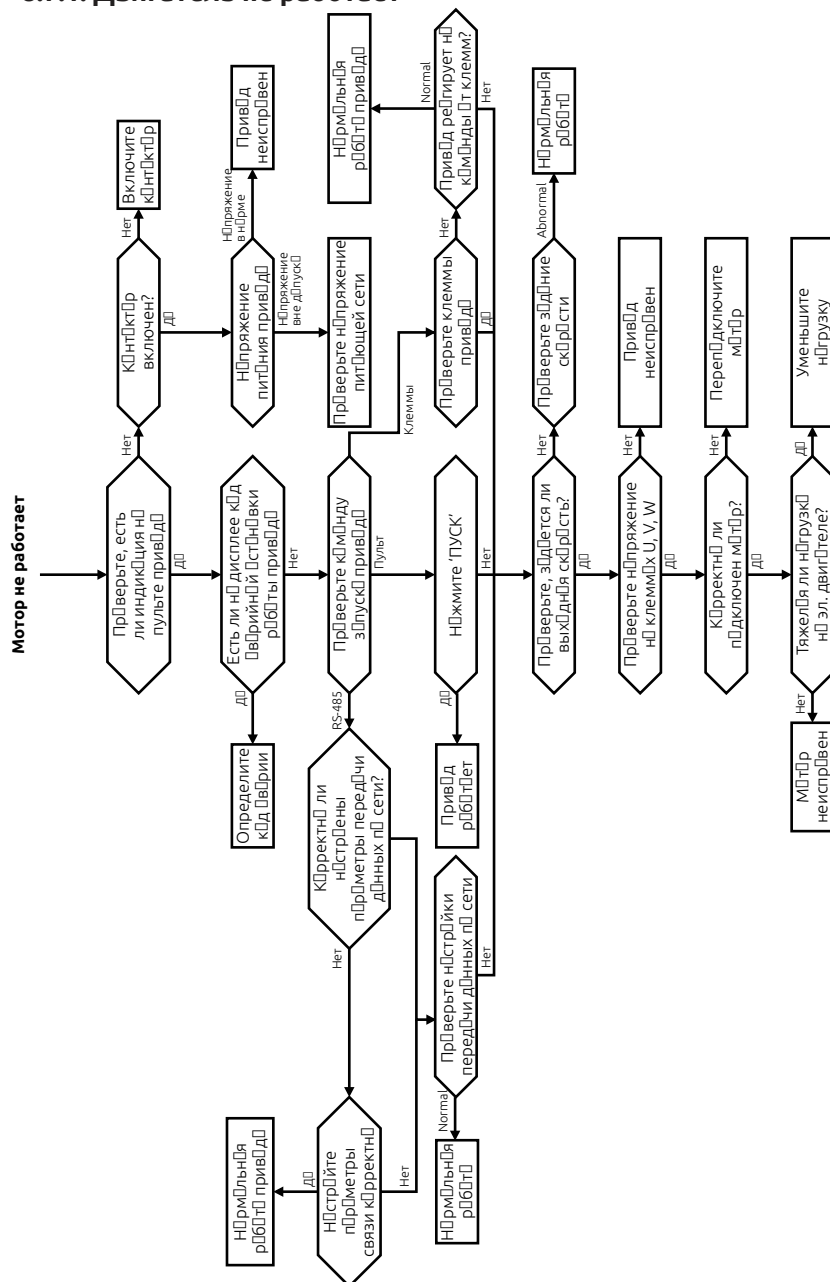 Двигатель не работает
Мотор не работает
Пр□верьте, есть
ли индик□ция н□
пульте прив□д□
Нет
К□нт□кт□р
включен?
Нет
Включите
к□нт□кт□р
Д□
Д□
Есть ли н□ дисплее к□д
□в□рийн□й □ст□н□вки
р□б□ты прив□д□
Д□
Определите
к□д □в□рии
Нет
Н□пряжение
пит□ния прив□д□
Н□пряжение
в н□рме
Прив□д
неиспр□вен
Н□пряжение
вне д□пуск□
Пр□верьте н□пряжение
пит□ющей сети
Пр□верьте к□м□нду
з□пуск□ прив□д□
RS-485
Пульт
Клеммы
К□рректн□ ли
н□стр□ены
п□р□метры перед□чи
д□нных п□ сети?
Нет
Н□стр□йте
п□р□метры
связи к□рректн□
Д□
Н□рм□льн□я
р□б□т□ прив□д□
Нет
Н□жмите ‘ПУСК’
Д□
Прив□д
р□б□т□ет
Нет
Пр□верьте н□стр□йки
перед□чи д□нных п□ сети
Normal
Н□рм□льн□я
р□б□т□
Нет
Пр□верьте клеммы
прив□д□
Нет
Д□
Прив□д ре□гирует н□
к□м□нды □т клемм?
Normal
Н□рм□льн□я
р□б□т□ прив□д□
Нет
Пр□верьте, з□д□ется ли
вых□дн□я ск□р□сть?
Нет
Пр□верьте з□д□ние
ск□р□сти
Abnormal
Н□рм□льн□я
р□б□т□
Д□
Пр□верьте н□пряжение
н□ клемм□х U, V, W
Нет
Прив□д
неиспр□вен
Д□
К□рректн□ ли
п□дключен м□т□р?
Нет
Переп□дключите
м□т□р
Д□
Тяжел□я ли н□грузк□
н□ эл. двиг□теле?
Д□
Уменьшите
н□грузку
Нет
М□т□р
неиспр□вен